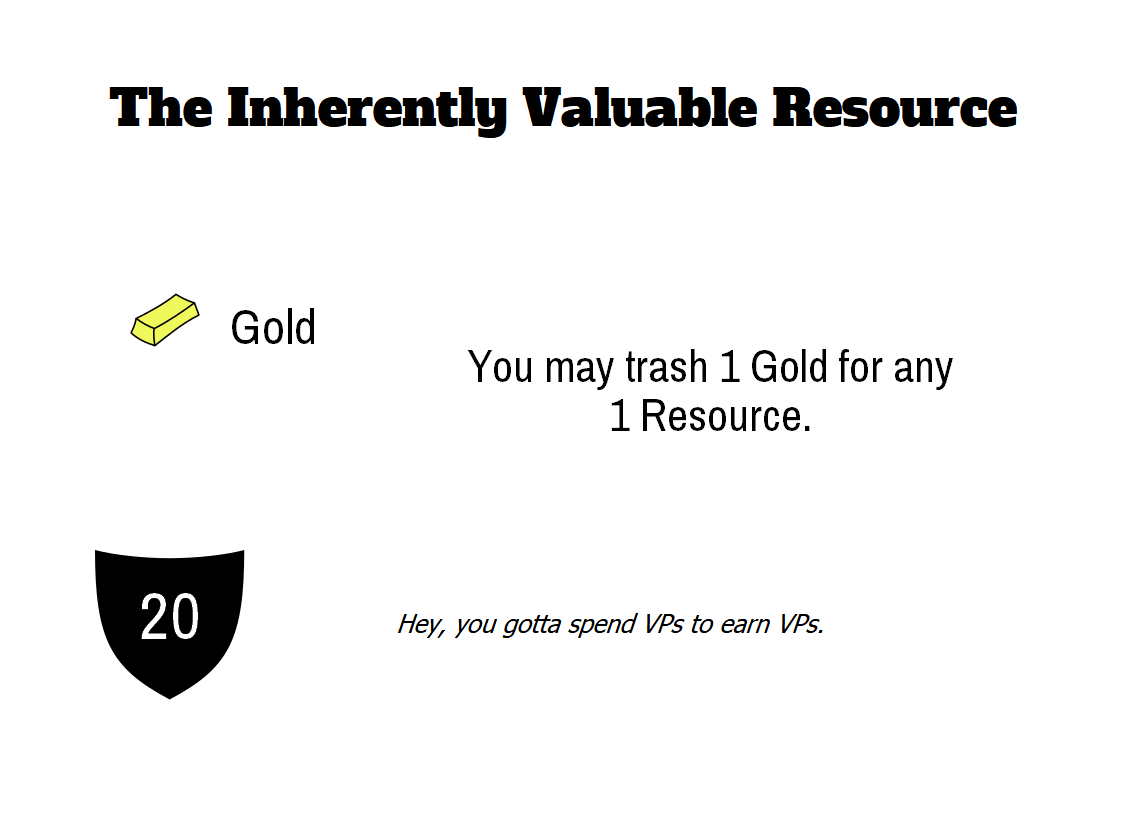 The Inherently Valuable Resource
Gold
You may trash 1 Gold for any
1 Resource.
20
Hey, you gotta spend VPs to earn VPs.